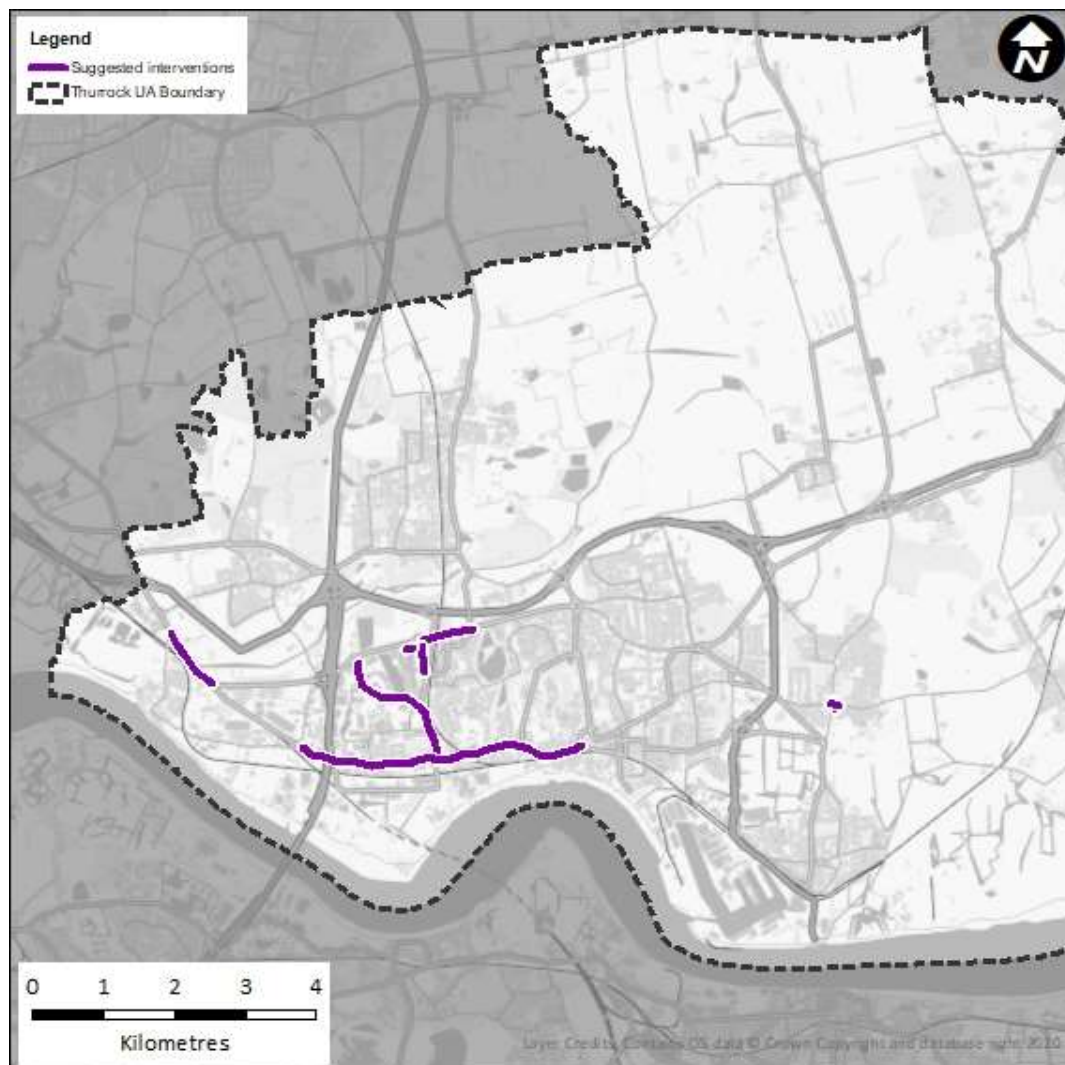 Legend
Suggested interventions
Thurrock UA Boundary
N
0 1 2 3 4
Kilometres
Layer Credits: Contains OS data © Crown Copyright and database right 2020